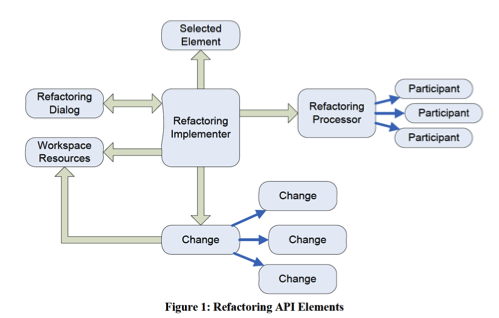 Selected
Element
Refactoring
Dialog
Refactoring
Implementer
Refactoring
Processor
Participant
Participant
Participant
Workspace
Resources
Change
Change
Change
Change
Figure 1: Refactoring API Elements